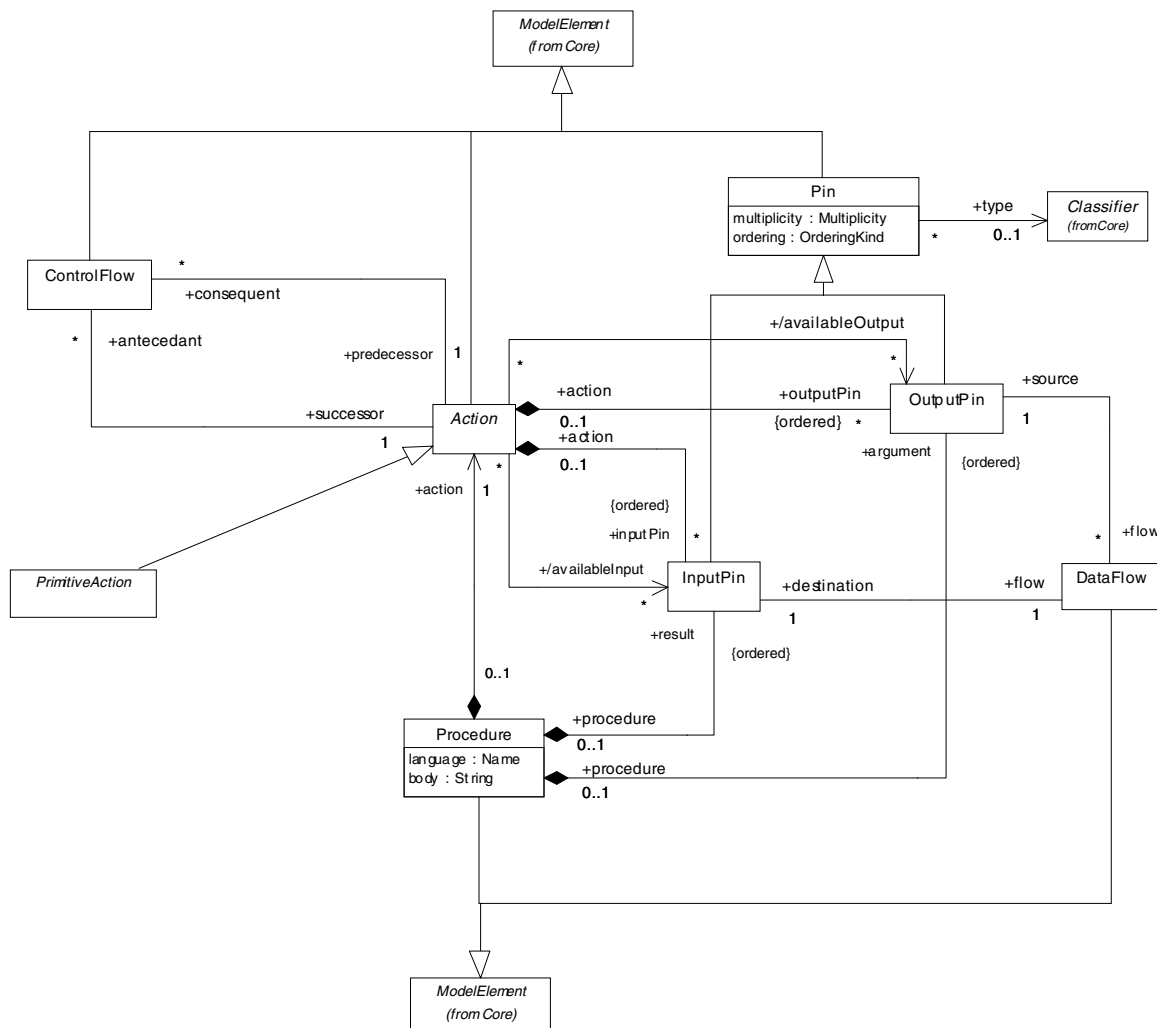 ModelElement
(from Core)
Pin
multiplicity : Multiplicity
ordering : OrderingKind
+type
*
0..1
Classifier
(from Core)
ControlFlow
*
+consequent
*
+antecedant
+predecessor
1
+/availableOutput
*
*
+action
0..1
+outputPin
{ordered}
*
OutputPin
+source
1
+successor
1
Action
+action
0..1
*
+argument
{ordered}
+action
1
{ordered}
+inputPin
*
*
+flow
PrimitiveAction
+/availableInput
*
InputPin
+destination
1
+flow
1
DataFlow
+result
{ordered}
0..1
Procedure
language : Name
body : String
+procedure
0..1
+procedure
0..1
ModelElement
(from Core)